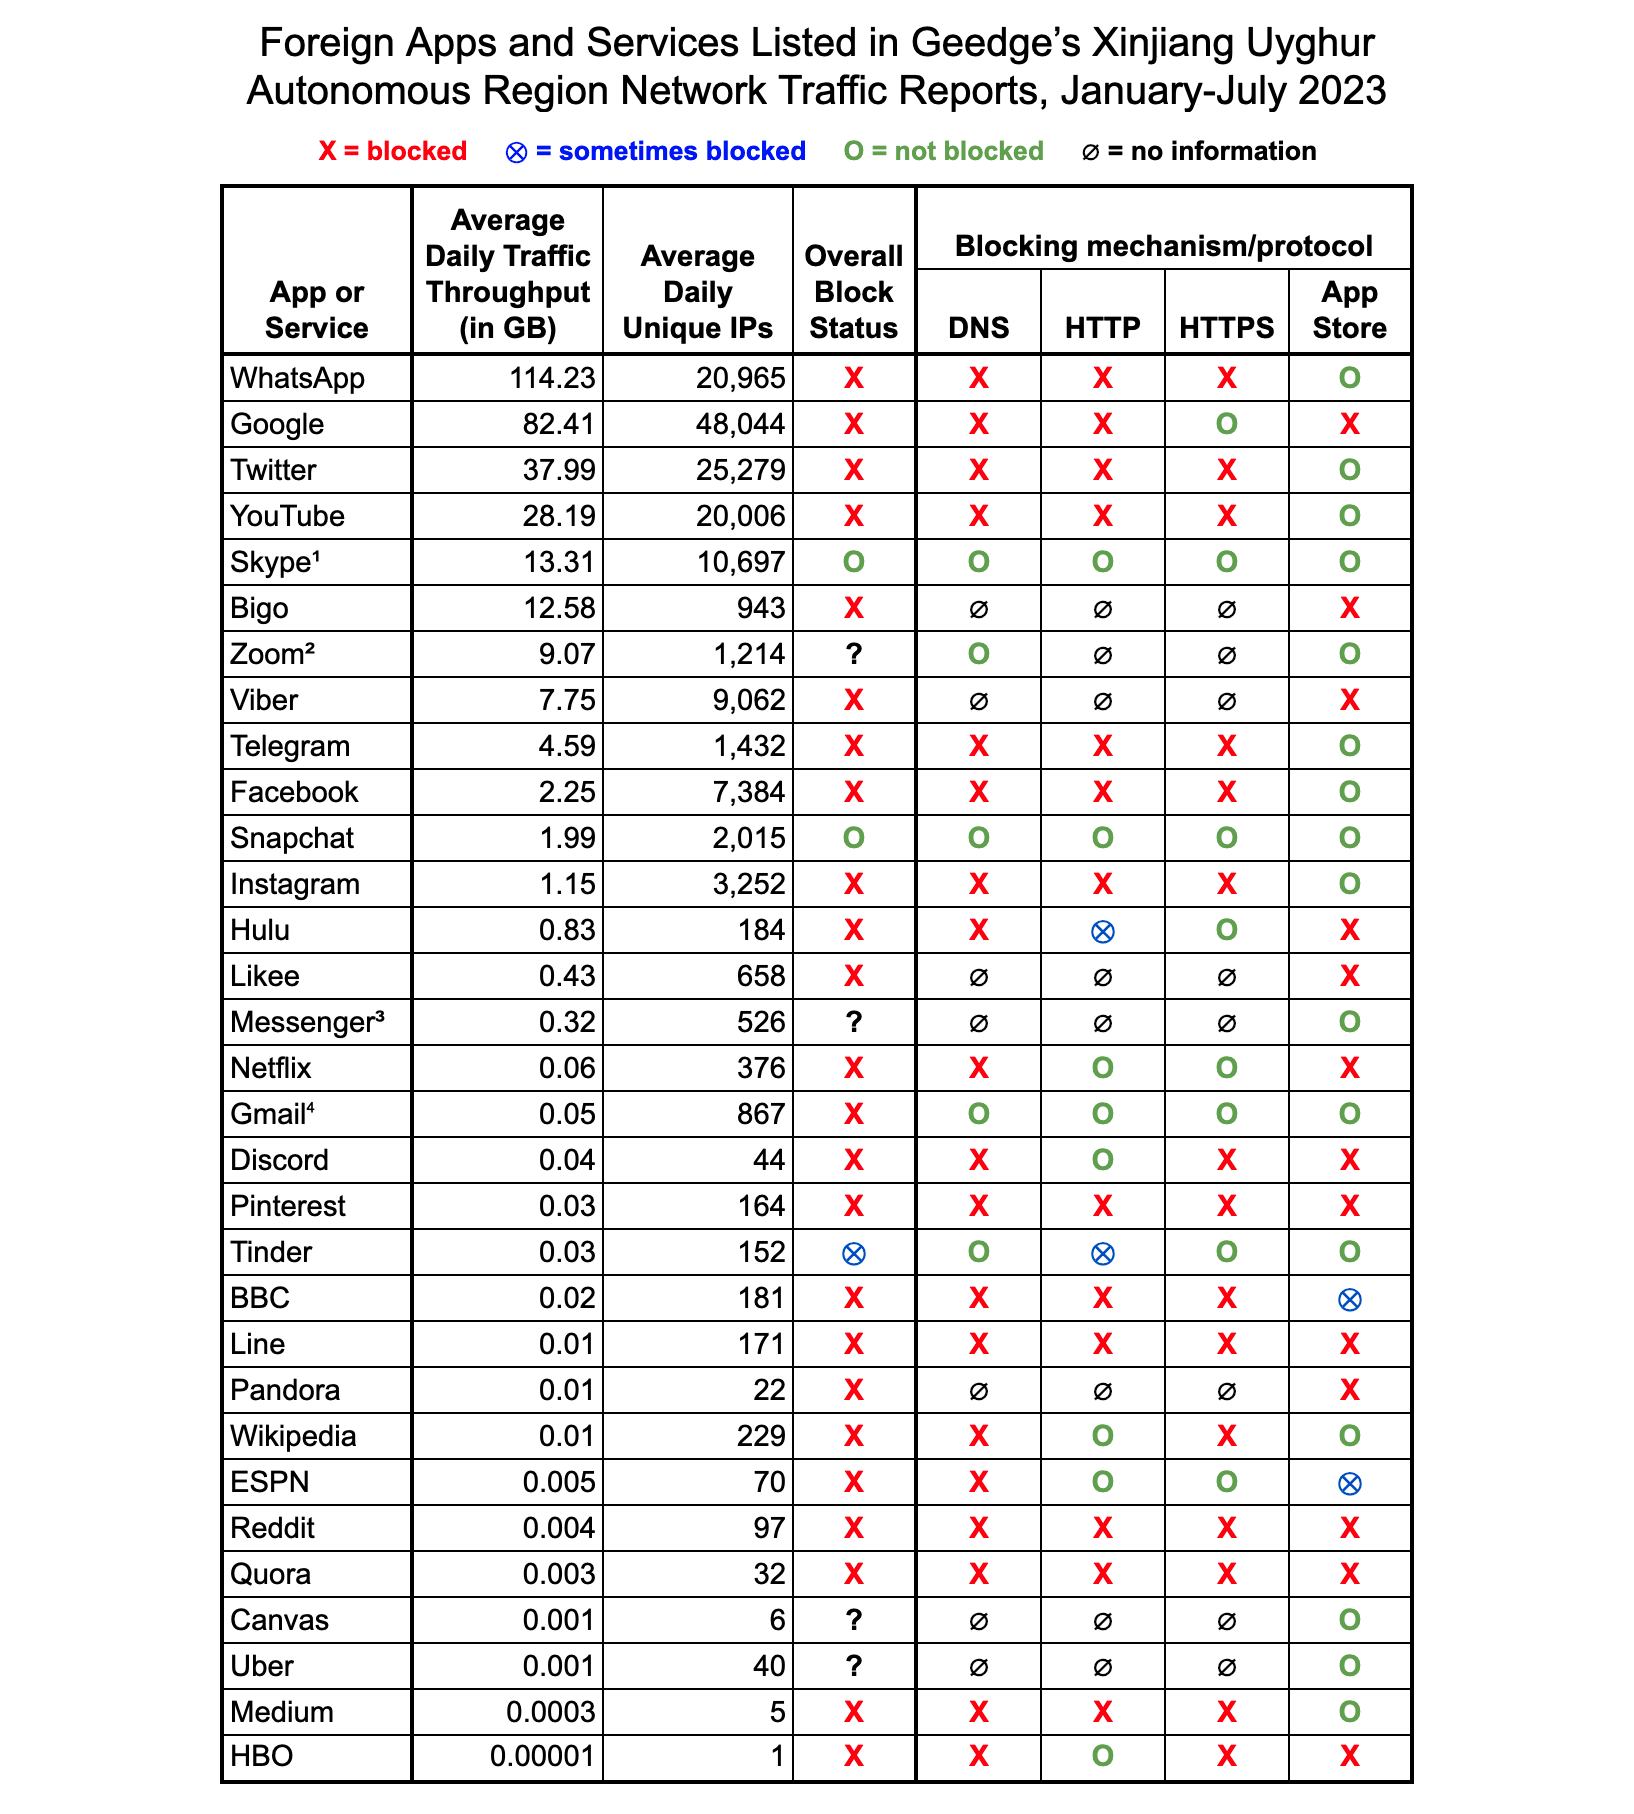 Foreign Apps and Services Listed in Geedge’s Xinjiang Uyghur
Autonomous Region Network Traffic Reports, January-July 2023
X = blocked ⊗ = sometimes blocked O = not blocked ∅ = no information
App or Service Average Daily Traffic Throughput (in GB) Average Daily Unique IPs Overall Block Status Blocking mechanism/protocol
DNS HTTP HTTPS App Store
WhatsApp 114.23 20,965 X X X X O
Google 82.41 48,044 X X X O X
Twitter 37.99 25,279 X X X X O
YouTube 28.19 20,006 X X X X O
Skype¹ 13.31 10,697 O O O O O
Bigo 12.58 943 X ∅ ∅ ∅ X
Zoom² 9.07 1,214 ? O ∅ ∅ O
Viber 7.75 9,062 X ∅ ∅ ∅ X
Telegram 4.59 1,432 X X X X O
Facebook 2.25 7,384 X X X X O
Snapchat 1.99 2,015 O O O O O
Instagram 1.15 3,252 X X X X O
Hulu 0.83 184 X X ⊗ O X
Likee 0.43 658 X ∅ ∅ ∅ X
Messenger³ 0.32 526 ? ∅ ∅ ∅ O
Netflix 0.06 376 X X O O X
Gmail⁴ 0.05 867 X O O O O
Discord 0.04 44 X X O X X
Pinterest 0.03 164 X X X X X
Tinder 0.03 152 ⊗ O ⊗ O O
BBC 0.02 181 X X X X ⊗
Line 0.01 171 X X X X X
Pandora 0.01 22 X ∅ ∅ ∅ X
Wikipedia 0.01 229 X X O X O
ESPN 0.005 70 X X O O ⊗
Reddit 0.004 97 X X X X X
Quora 0.003 32 X X X X X
Canvas 0.001 6 ? ∅ ∅ ∅ O
Uber 0.001 40 ? ∅ ∅ ∅ O
Medium 0.0003 5 X X X X O
HBO 0.00001 1 X X O X X